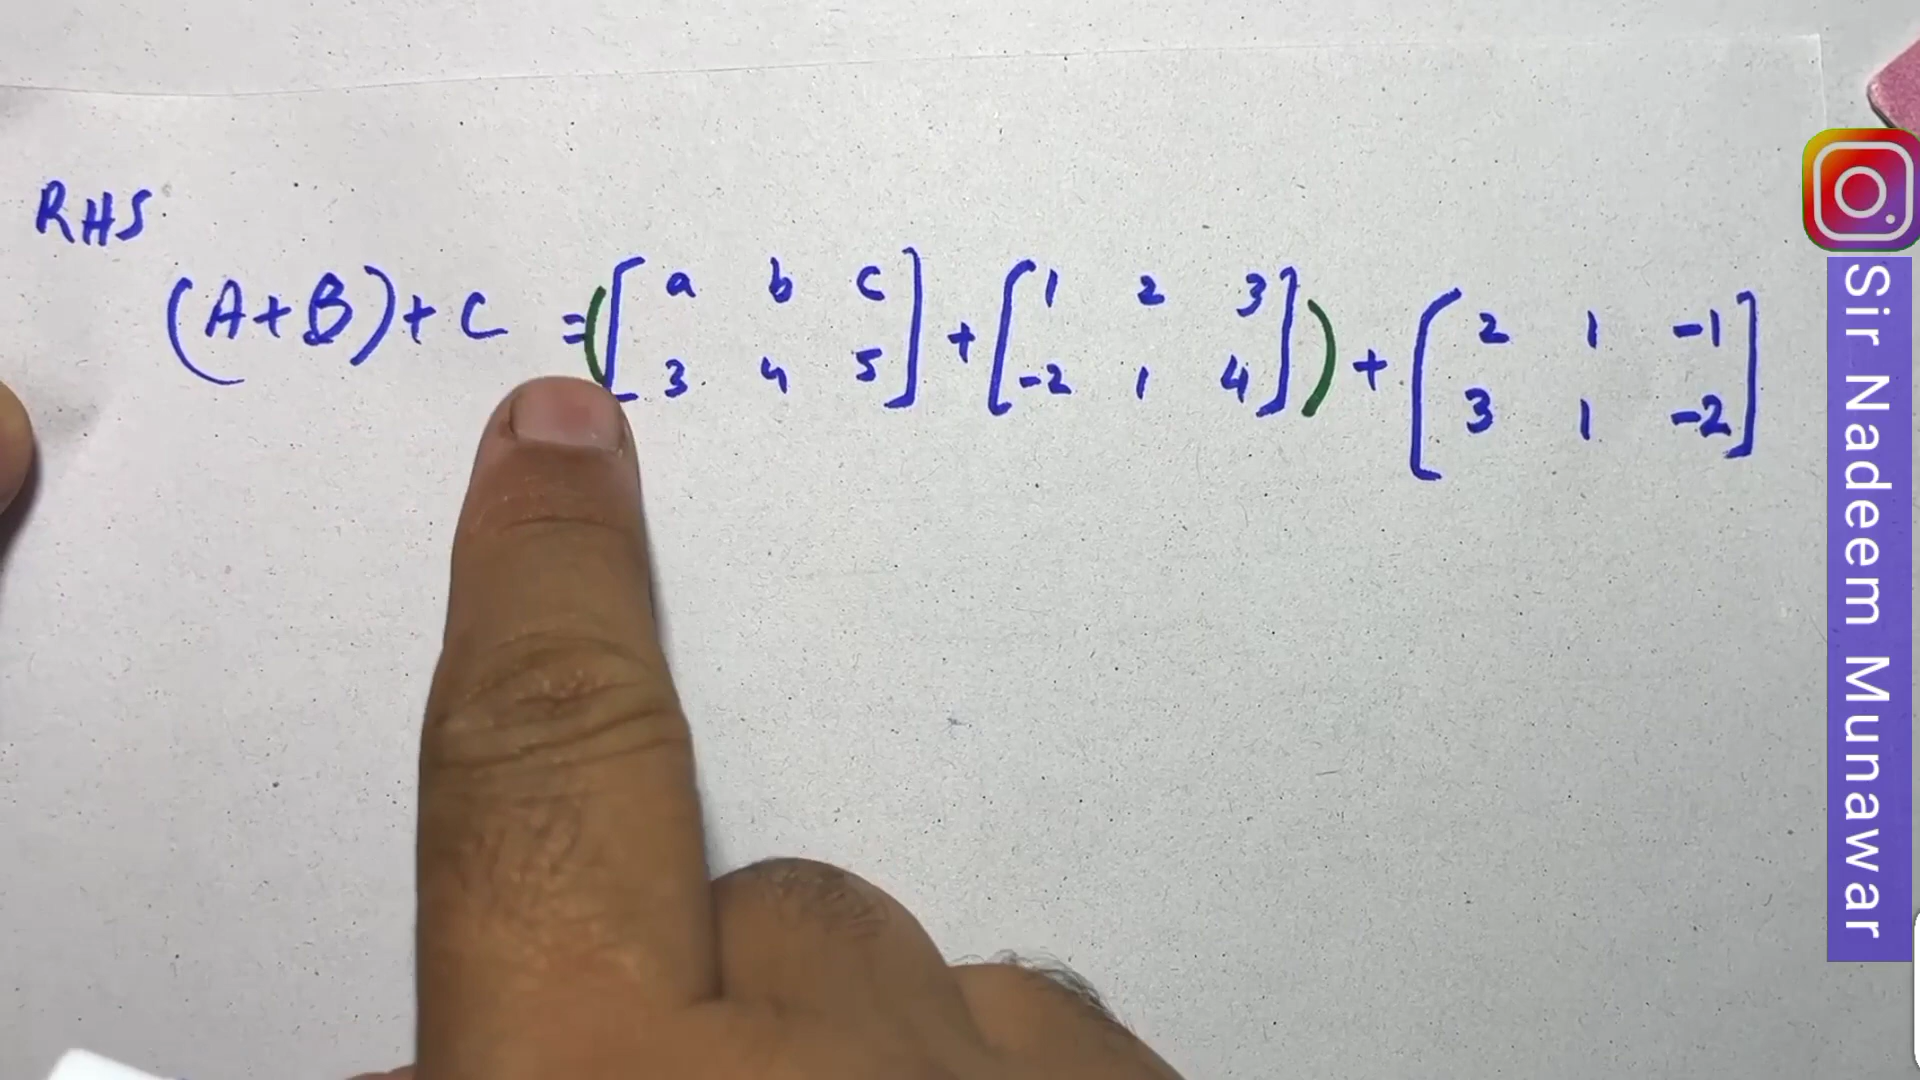 RHS
(A+B)+C = ([a b c
3 4 5] + [1 2 3
-2 1 4]) + [2 1 -1
3 1 -2]
Sir Nadeem Munawar